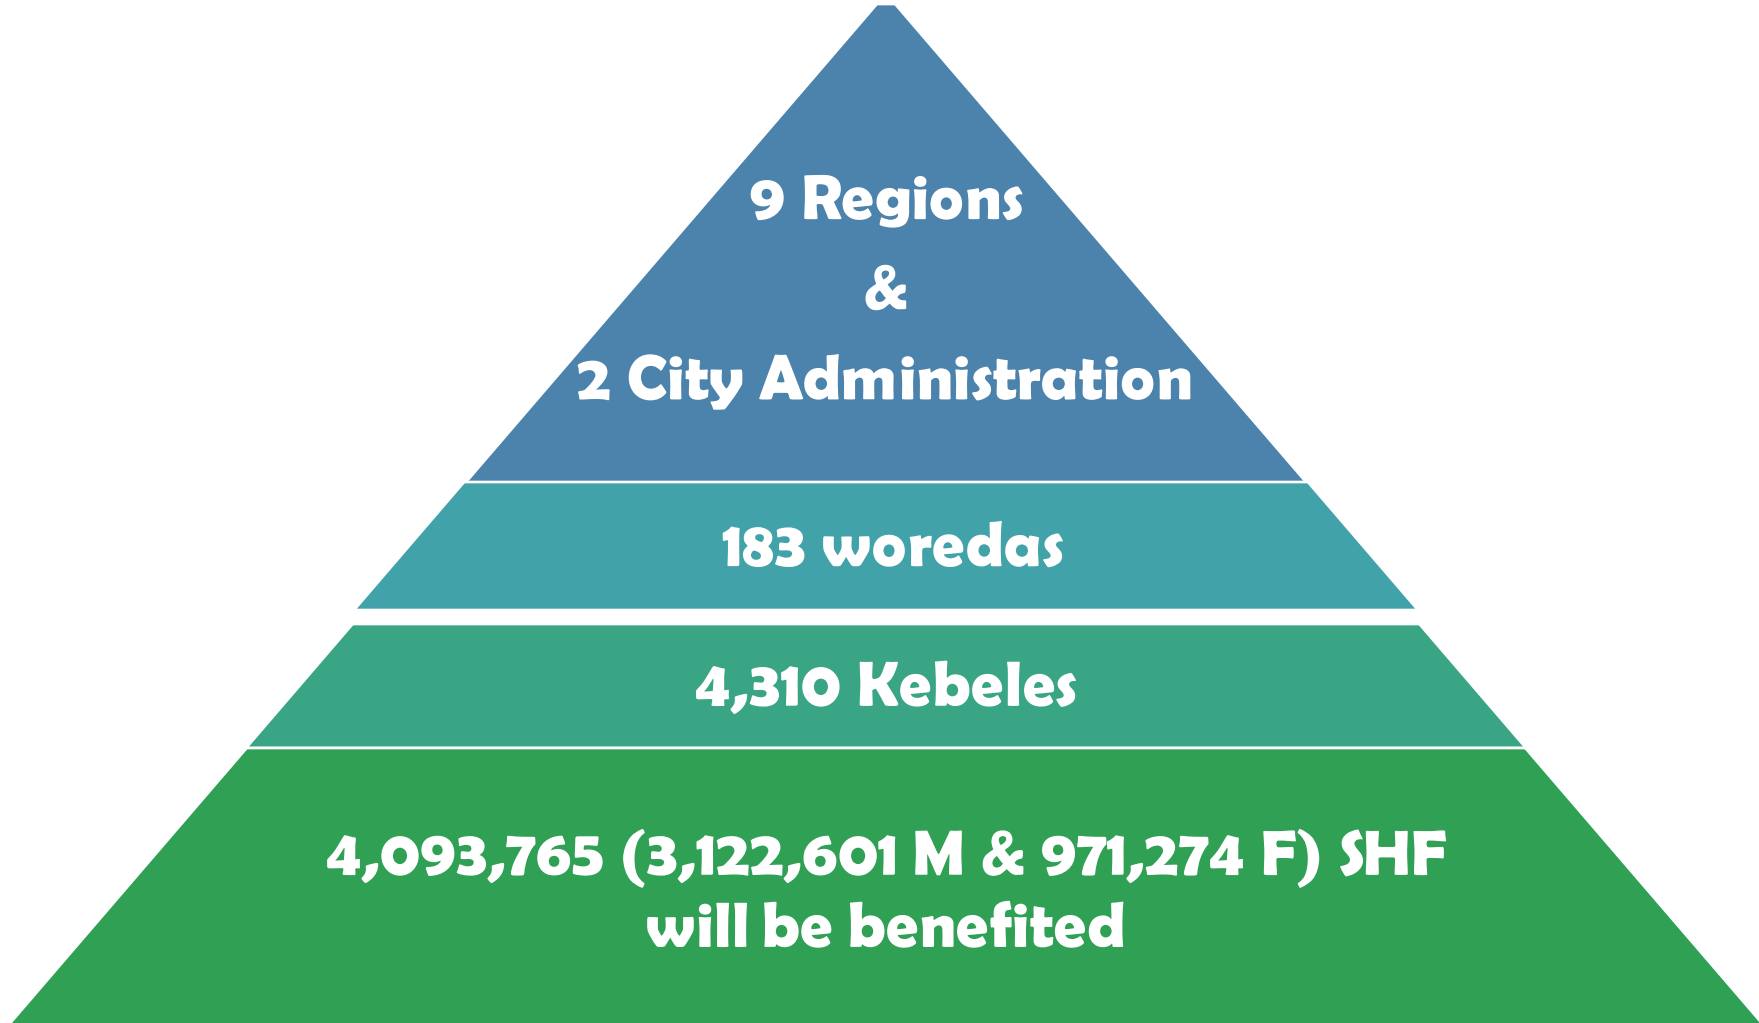 9 Regions
&
2 City Administration
183 woredas
4,310 Kebeles
4,093,765 (3,122,601 M & 971,274 F) SHF
will be benefited